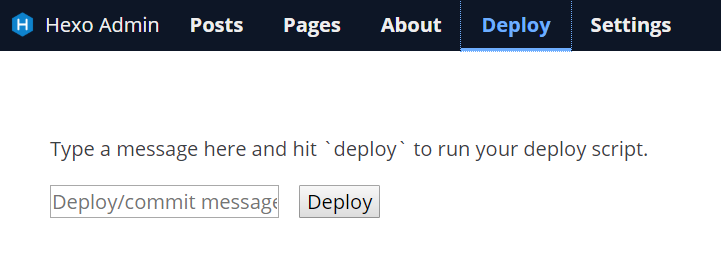 Hexo Admin Posts Pages About Deploy Settings
Type a message here and hit `deploy` to run your deploy script.
Deploy/commit message Deploy